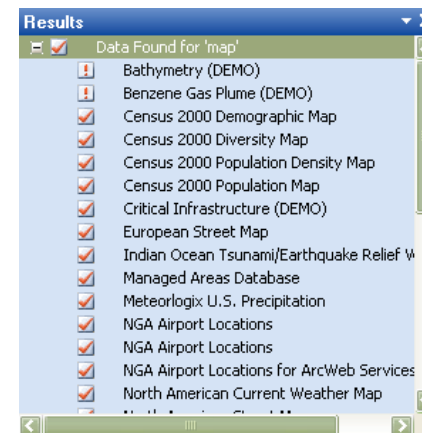 Results
Data Found for 'map'
Bathymetry (DEMO)
Benzene Gas Plume (DEMO)
Census 2000 Demographic Map
Census 2000 Diversity Map
Census 2000 Population Density Map
Census 2000 Population Map
Critical Infrastructure (DEMO)
European Street Map
Indian Ocean Tsunami/Earthquake Relief
Managed Areas Database
Meteorlogix U.S. Precipitation
NGA Airport Locations
NGA Airport Locations
NGA Airport Locations for ArcWeb Services
North American Current Weather Map